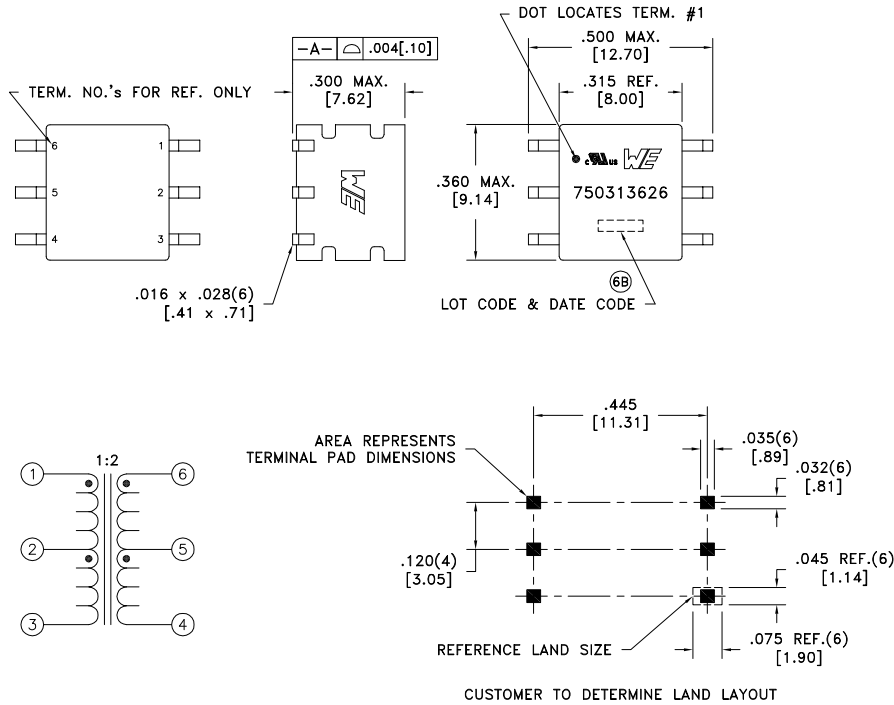 DOT LOCATES TERM. #1
-A- .004[.10]
.500 MAX.
[12.70]
.300 MAX.
[7.62]
.315 REF.
[8.00]
TERM. NO.'s FOR REF. ONLY
6 1
5 2
4 3
WE
c UR us WE
750313626
.360 MAX.
[9.14]
.016 x .028(6)
[.41 x .71]
6B
LOT CODE & DATE CODE
1:2
1 6
2 5
3 4
AREA REPRESENTS
TERMINAL PAD DIMENSIONS
.445
[11.31]
.035(6)
[.89]
.032(6)
[.81]
.120(4)
[3.05]
.045 REF.(6)
[1.14]
REFERENCE LAND SIZE
.075 REF.(6)
[1.90]
CUSTOMER TO DETERMINE LAND LAYOUT